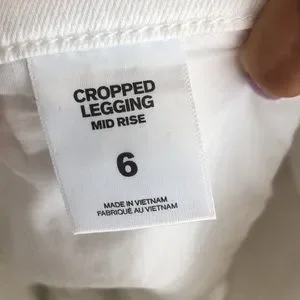 CROPPED
LEGGING
MID RISE
6
MADE IN VIETNAM
FABRIQUÉ AU VIETNAM